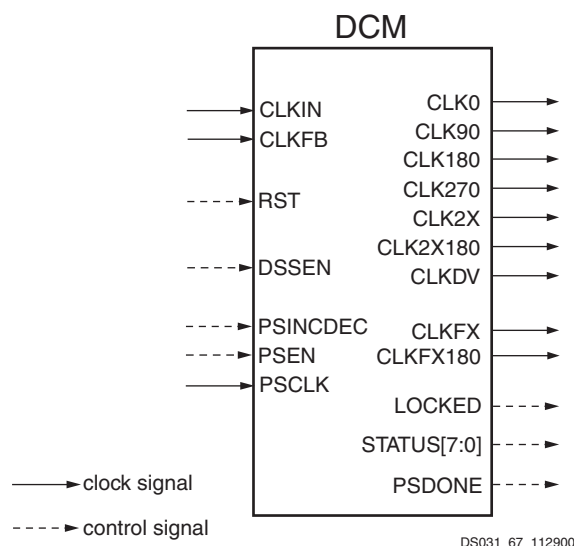 DCM
CLKIN
CLKFB
RST
DSSEN
PSINCDEC
PSEN
PSCLK
CLK0
CLK90
CLK180
CLK270
CLK2X
CLK2X180
CLKDV
CLKFX
CLKFX180
LOCKED
STATUS[7:0]
PSDONE
clock signal
control signal
DS031_67_112900